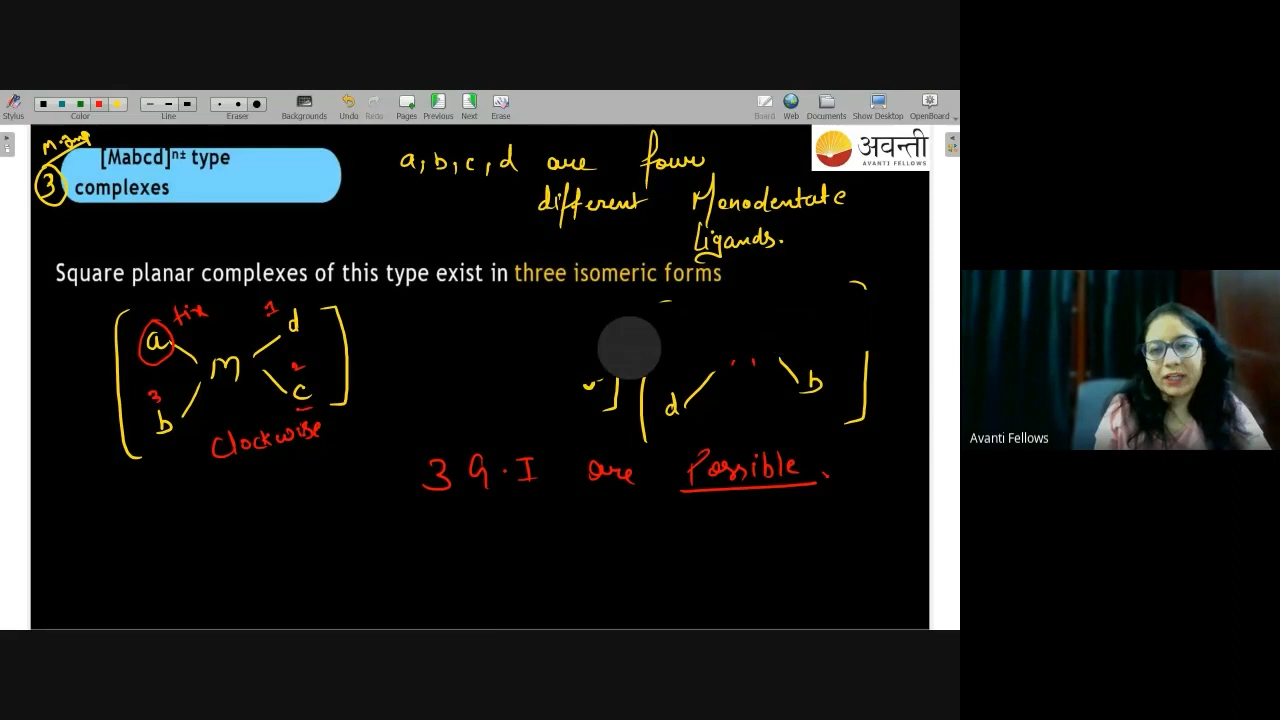 Stylus
Color
Line
Eraser
Backgrounds
Undo
Redo
Pages
Previous
Next
Erase
Board
Web
Documents
Show Desktop
OpenBoard
अवन्ती
AVANTI FELLOWS
M.Imp
3
[Mabcd]ⁿ± type
complexes
a, b, c, d are four
different Monodentate
Ligands.
Square planar complexes of this type exist in three isomeric forms
a fix 1 d
M
3 b 2 c
Clockwise
d b
3 G.I are Possible.
Avanti Fellows